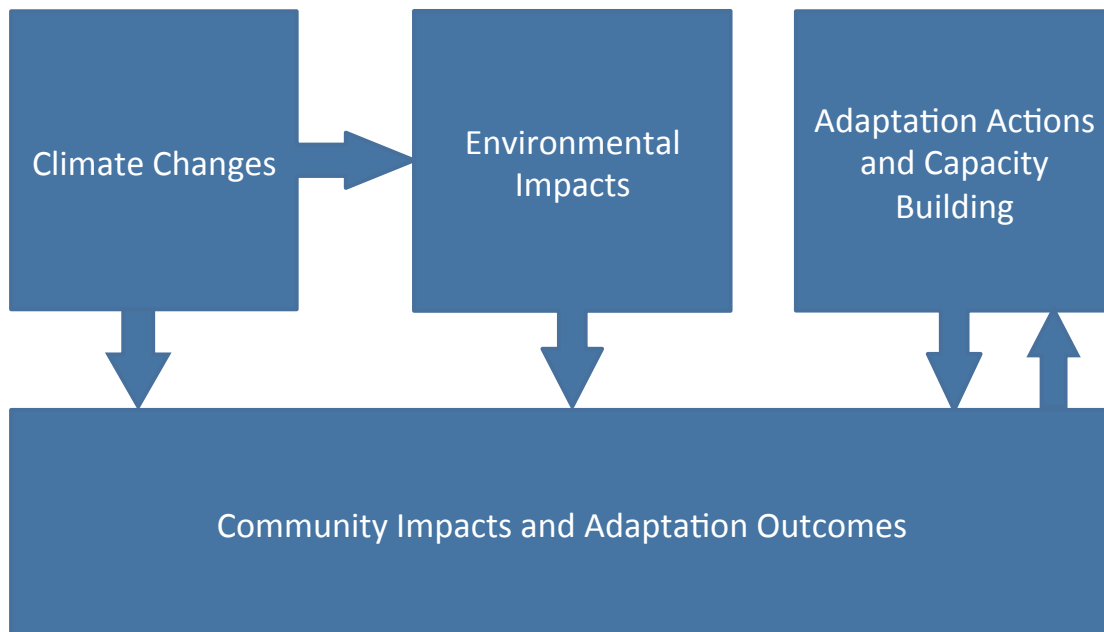 Climate Changes
Environmental
Impacts
Adaptation Actions
and Capacity
Building
Community Impacts and Adaptation Outcomes